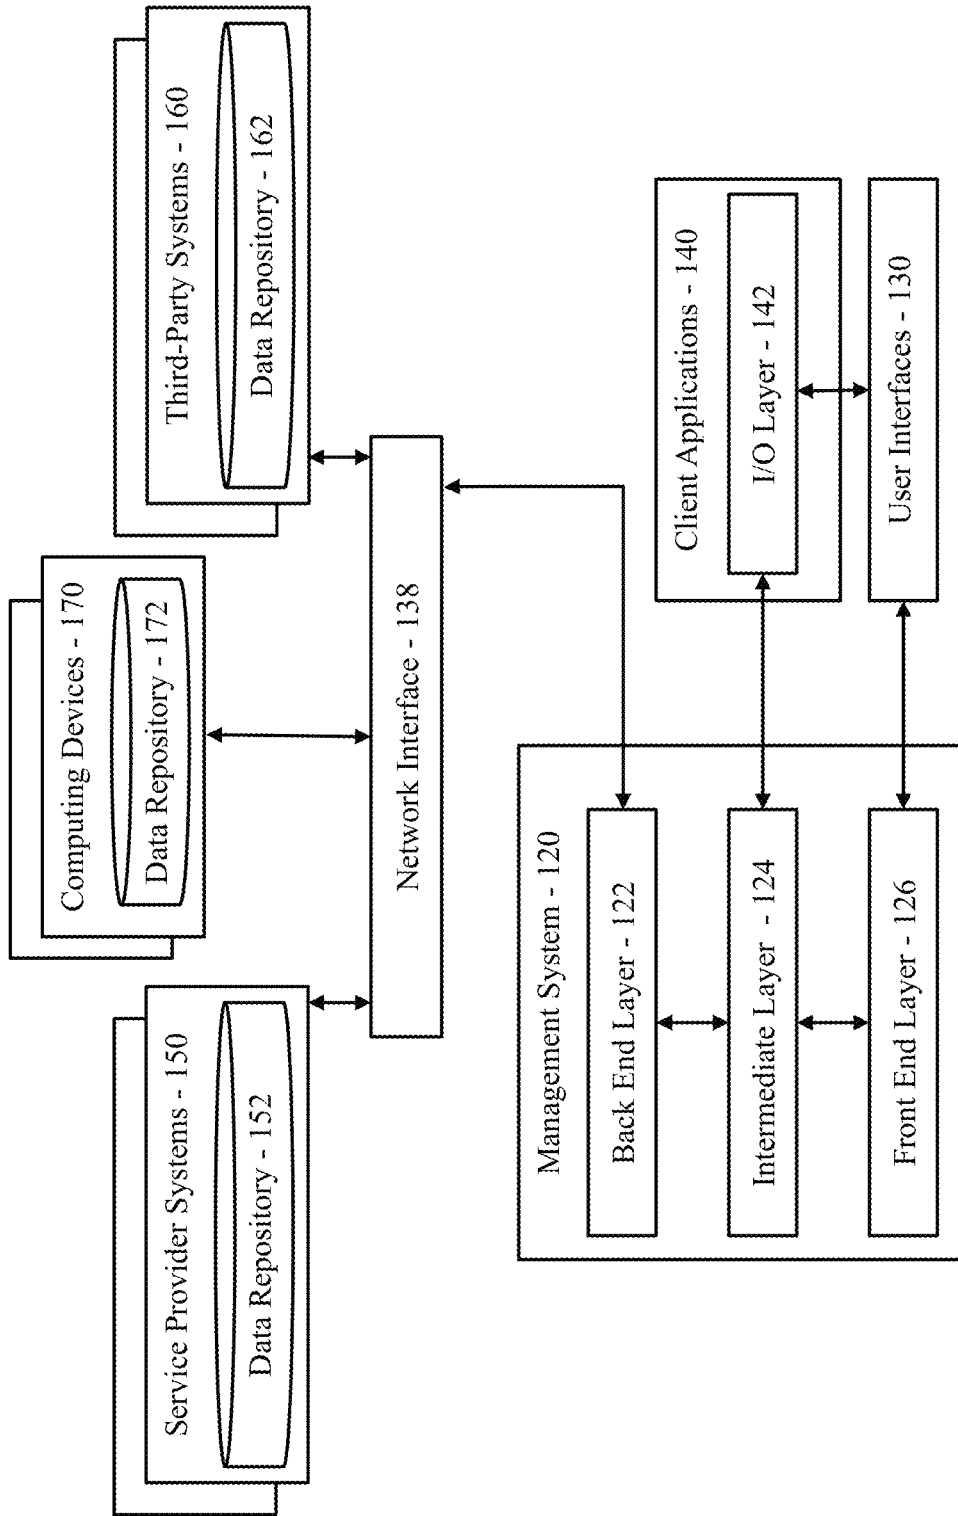 Service Provider Systems - 150
Data Repository - 152
Computing Devices - 170
Data Repository - 172
Third-Party Systems - 160
Data Repository - 162
Network Interface - 138
Management System - 120
Back End Layer - 122
Intermediate Layer - 124
Front End Layer - 126
Client Applications - 140
I/O Layer - 142
User Interfaces - 130